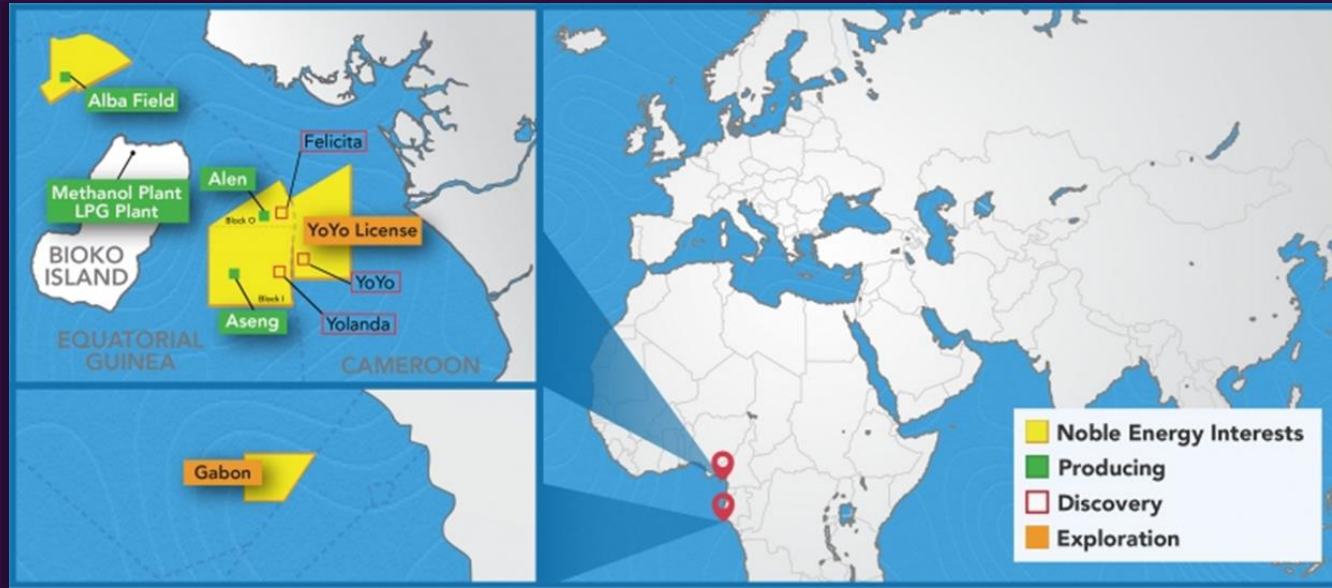 Alba Field
Felicita
Alen
Methanol Plant
LPG Plant
Block O
YoYo License
BIOKO
ISLAND
YoYo
Block I
Aseng
Yolanda
EQUATORIAL
GUINEA
CAMEROON
Gabon
Noble Energy Interests
Producing
Discovery
Exploration